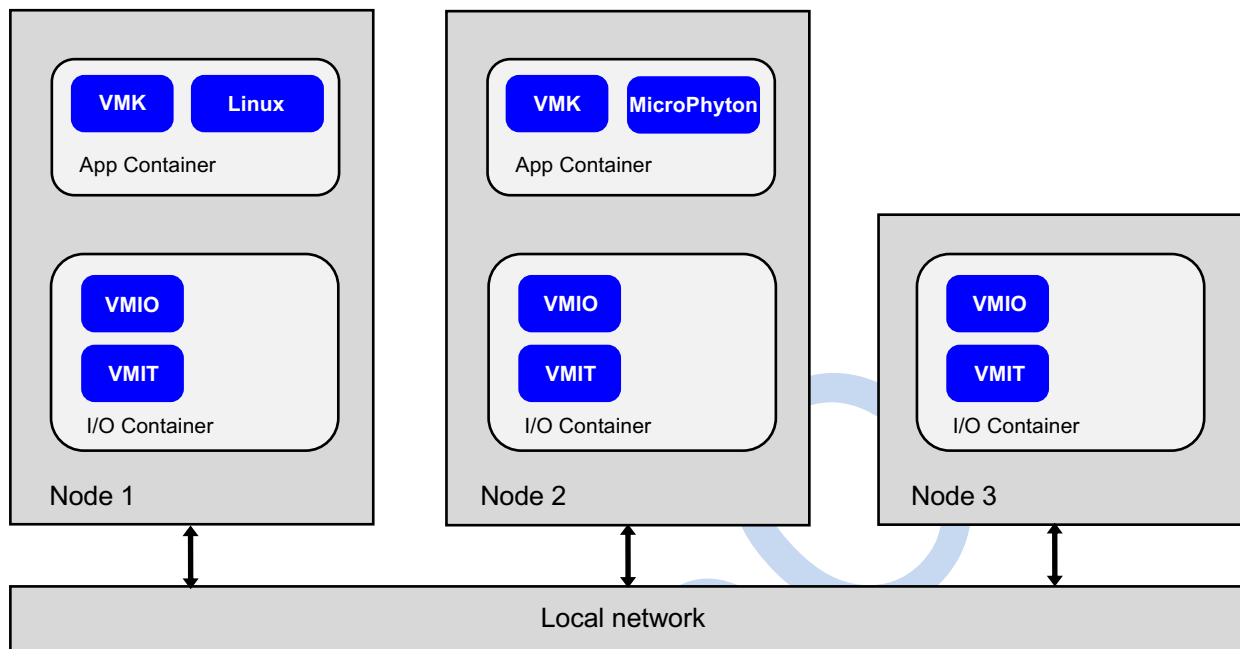 VMK
Linux
App Container
VMIO
VMIT
I/O Container
Node 1
VMK
MicroPhyton
App Container
VMIO
VMIT
I/O Container
Node 2
VMIO
VMIT
I/O Container
Node 3
Local network